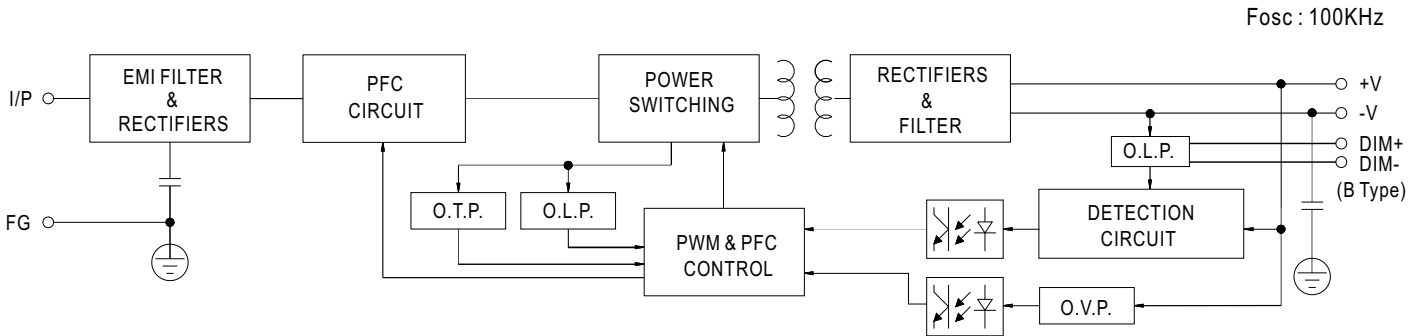 Fosc : 100KHz
I/P
EMI FILTER
&
RECTIFIERS
PFC
CIRCUIT
POWER
SWITCHING
RECTIFIERS
&
FILTER
+V
-V
DIM+
DIM-
(B Type)
O.L.P.
FG
O.T.P.
O.L.P.
PWM & PFC
CONTROL
DETECTION
CIRCUIT
O.V.P.